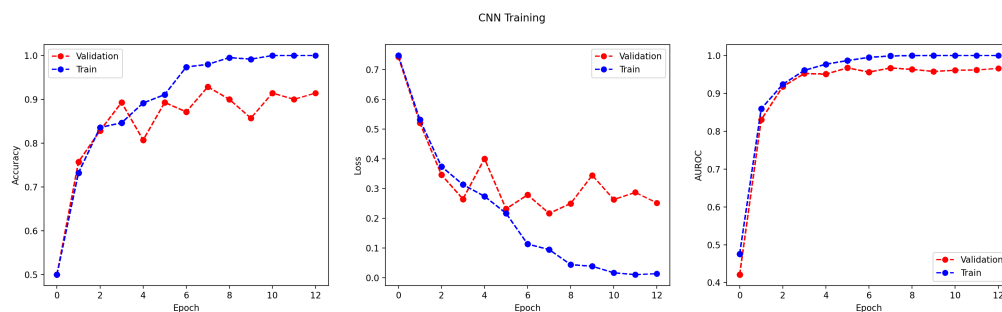 CNN Training
1.0
0.9
0.8
0.7
0.6
0.5
Accuracy
0 2 4 6 8 10 12
Epoch
Validation
Train
0.7
0.6
0.5
0.4
0.3
0.2
0.1
0.0
Loss
0 2 4 6 8 10 12
Epoch
Validation
Train
1.0
0.9
0.8
0.7
0.6
0.5
0.4
AUROC
0 2 4 6 8 10 12
Epoch
Validation
Train